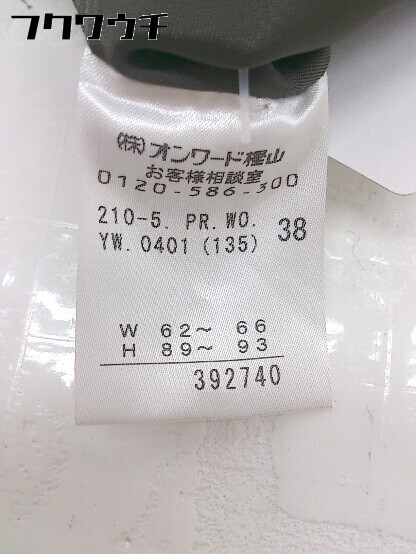 フクウウチ
(株)オンワード樫山
お客様相談室
0120-586-300
210-5. PR.WO.
YW.0401(135) 38
W 62〜 66
H 89〜 93
392740